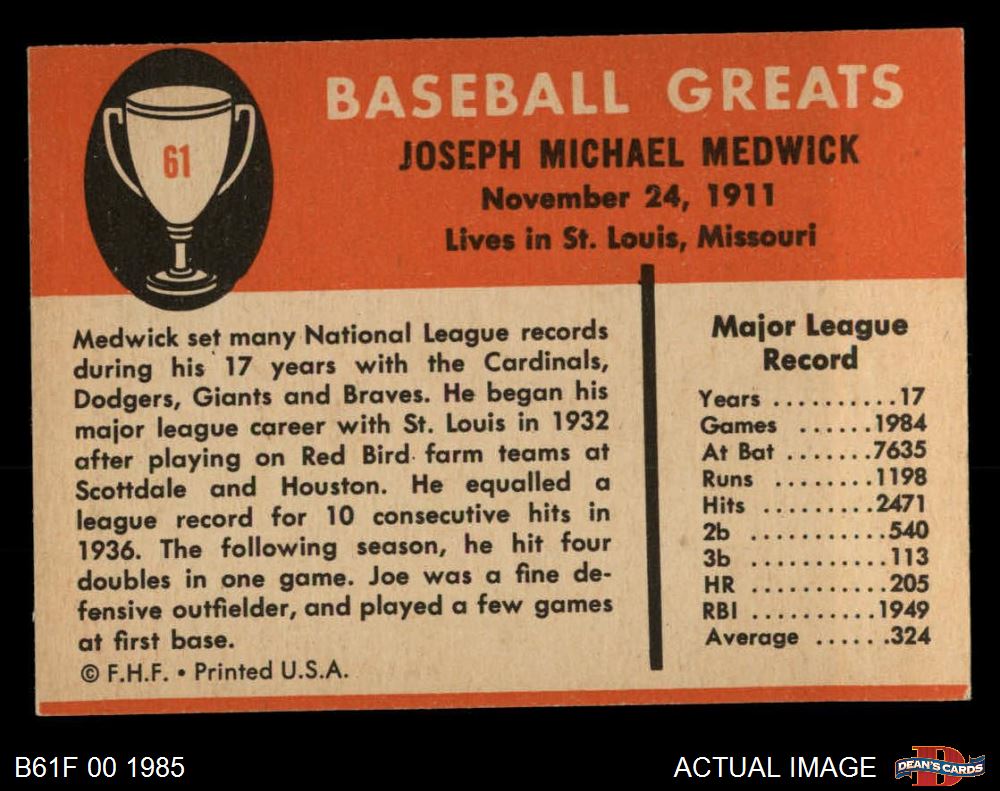 61
BASEBALL GREATS
JOSEPH MICHAEL MEDWICK
November 24, 1911
Lives in St. Louis, Missouri
Medwick set many National League records
during his 17 years with the Cardinals,
Dodgers, Giants and Braves. He began his
major league career with St. Louis in 1932
after playing on Red Bird farm teams at
Scottdale and Houston. He equalled a
league record for 10 consecutive hits in
1936. The following season, he hit four
doubles in one game. Joe was a fine de-
fensive outfielder, and played a few games
at first base.
© F.H.F. • Printed U.S.A.
Major League
Record
Years ..........17
Games ......1984
At Bat .......7635
Runs ........1198
Hits .........2471
2b ...........540
3b ...........113
HR ...........205
RBI ..........1949
Average ......324
B61F 00 1985
ACTUAL IMAGE
DEAN'S CARDS